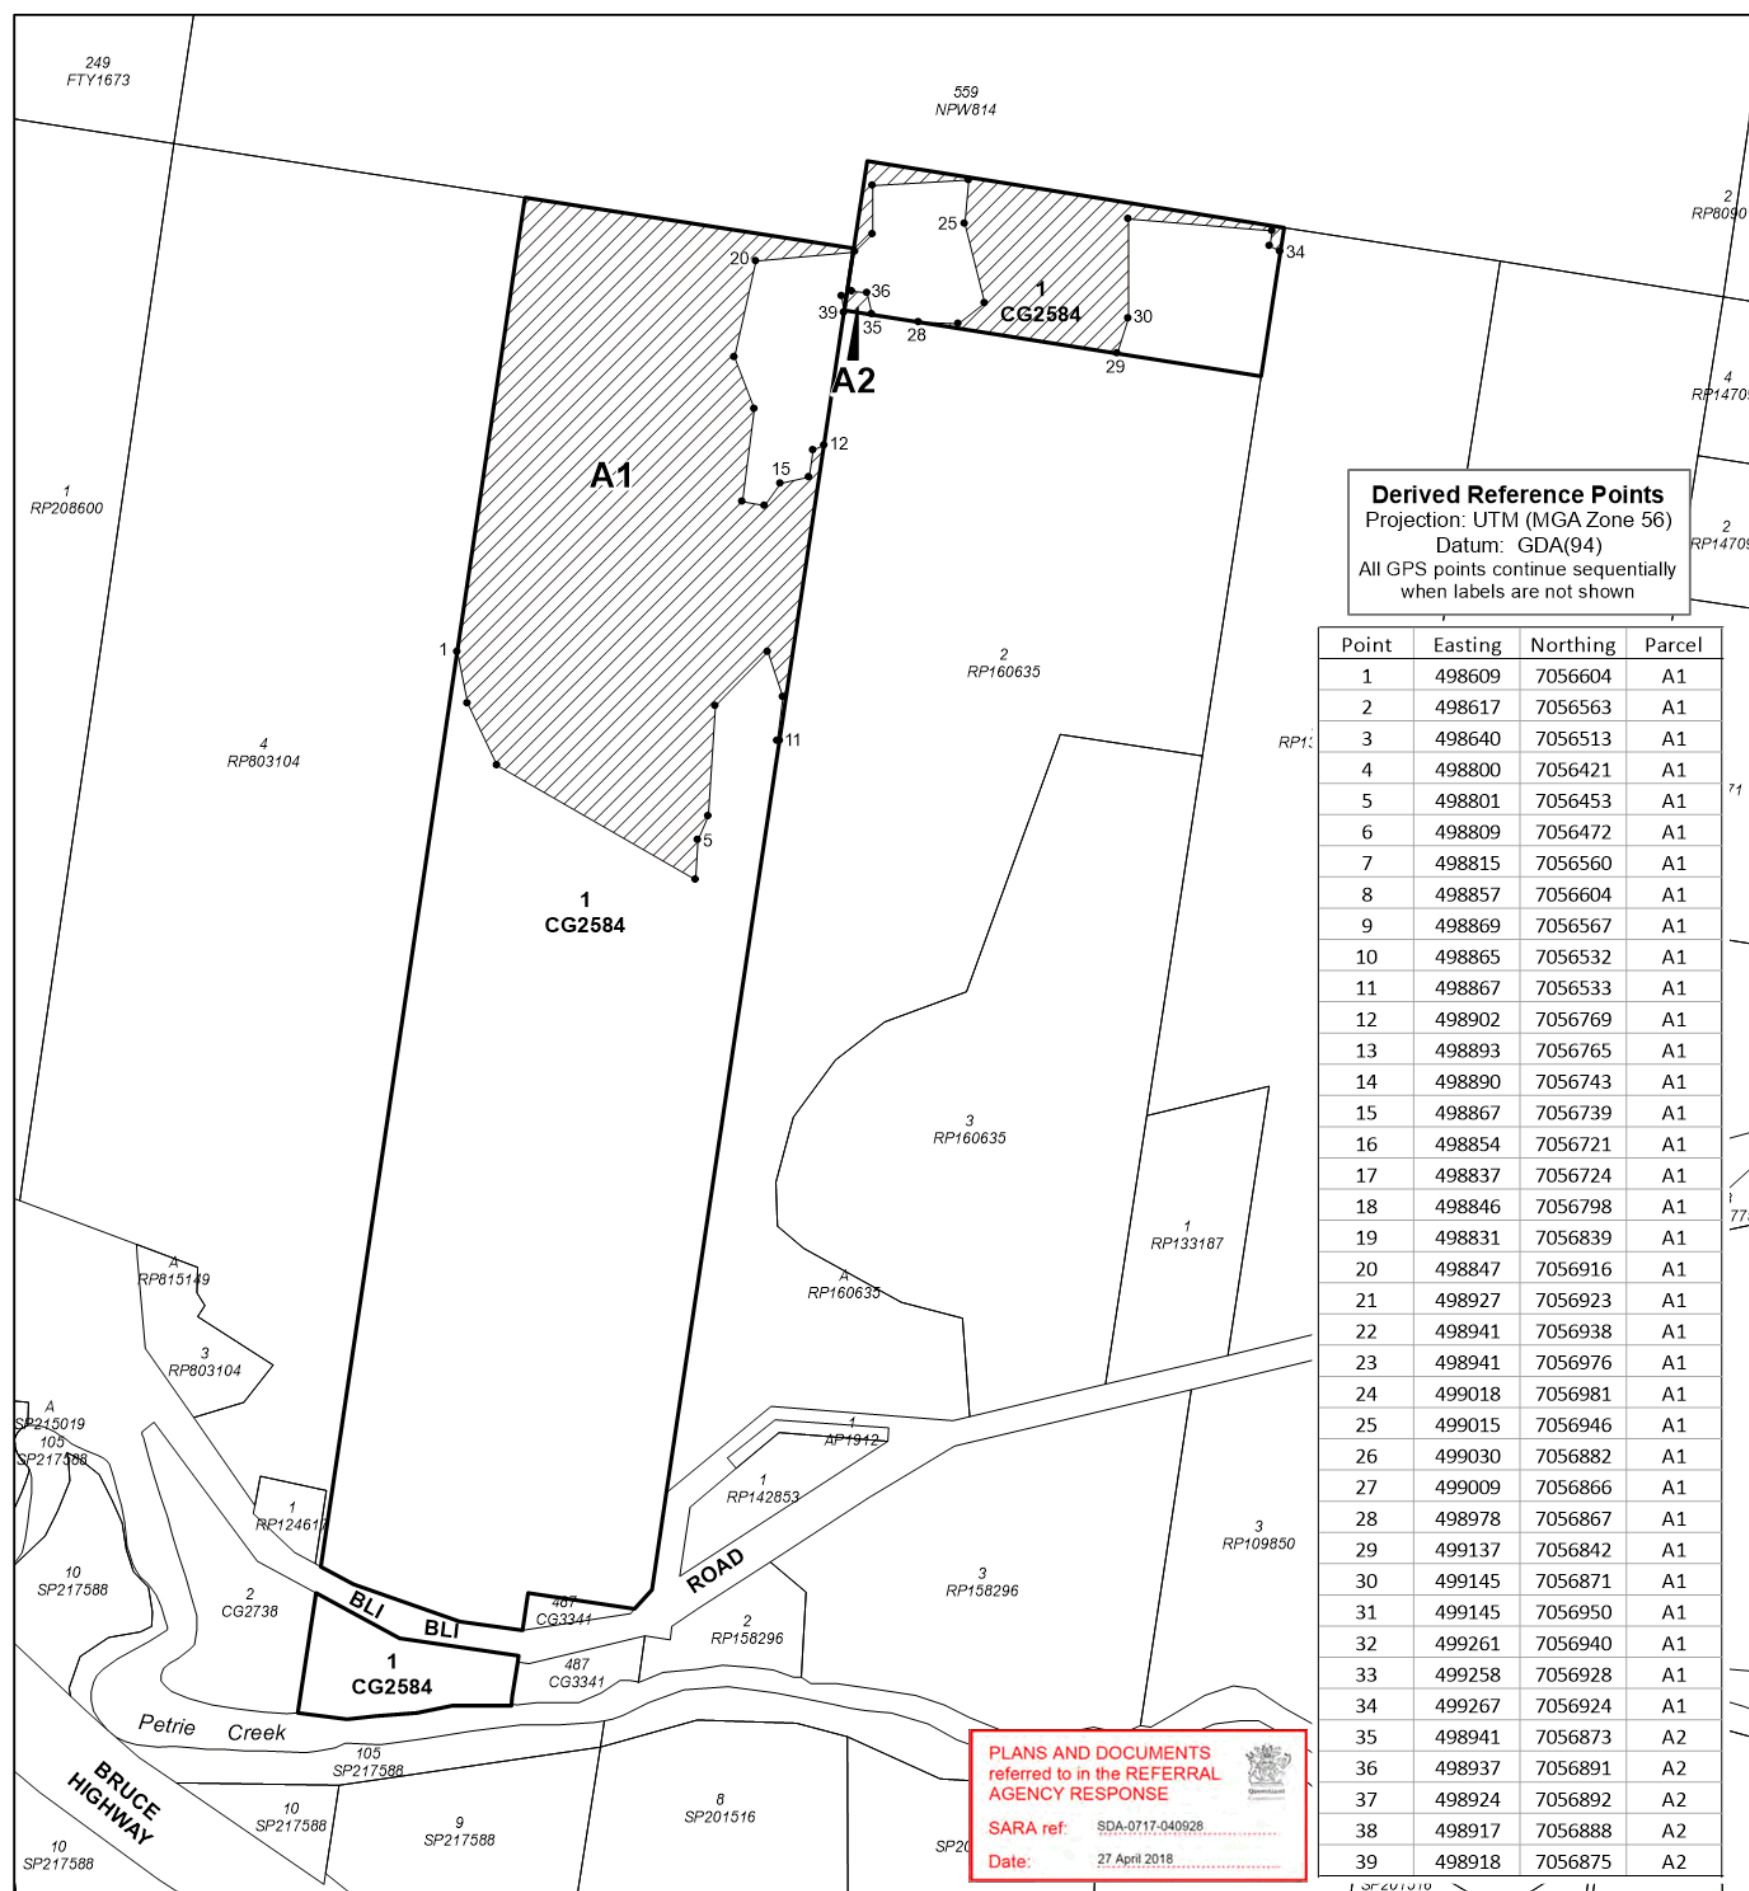 249
FTY1673
559
NPW814
2
RP8090
25
34
20
36
1
CG2584
39
35
28
30
29
A2
4
12
A1
15
1
RP208600
Derived Reference Points
Projection: UTM (MGA Zone 56)
Datum: GDA(94)
All GPS points continue sequentially
when labels are not shown
2
1
2
RP160635
4
RP803104
11
5
1
CG2584
3
RP160635
1
RP133187
A
RP815149
A
RP160635
3
RP803104
A
SP215019
105
SP217588
1
AP1912
1
RP142853
1
RP124617
3
RP109850
10
SP217588
2
CG2738
BLI
BLI
ROAD
487
CG3341
3
RP158296
2
RP158296
1
CG2584
487
CG3341
Petrie Creek
105
SP217588
BRUCE
HIGHWAY
10
SP217588
9
SP217588
8
SP201516
10
SP217588
Point Easting Northing Parcel
1 498609 7056604 A1
2 498617 7056563 A1
3 498640 7056513 A1
4 498800 7056421 A1
5 498801 7056453 A1
6 498809 7056472 A1
7 498815 7056560 A1
8 498857 7056604 A1
9 498869 7056567 A1
10 498865 7056532 A1
11 498867 7056533 A1
12 498902 7056769 A1
13 498893 7056765 A1
14 498890 7056743 A1
15 498867 7056739 A1
16 498854 7056721 A1
17 498837 7056724 A1
18 498846 7056798 A1
19 498831 7056839 A1
20 498847 7056916 A1
21 498927 7056923 A1
22 498941 7056938 A1
23 498941 7056976 A1
24 499018 7056981 A1
25 499015 7056946 A1
26 499030 7056882 A1
27 499009 7056866 A1
28 498978 7056867 A1
29 499137 7056842 A1
30 499145 7056871 A1
31 499145 7056950 A1
32 499261 7056940 A1
33 499258 7056928 A1
34 499267 7056924 A1
35 498941 7056873 A2
36 498937 7056891 A2
37 498924 7056892 A2
38 498917 7056888 A2
39 498918 7056875 A2
PLANS AND DOCUMENTS
referred to in the REFERRAL
AGENCY RESPONSE
Queensland
SARA ref: SDA-0717-040928
Date: 27 April 2018